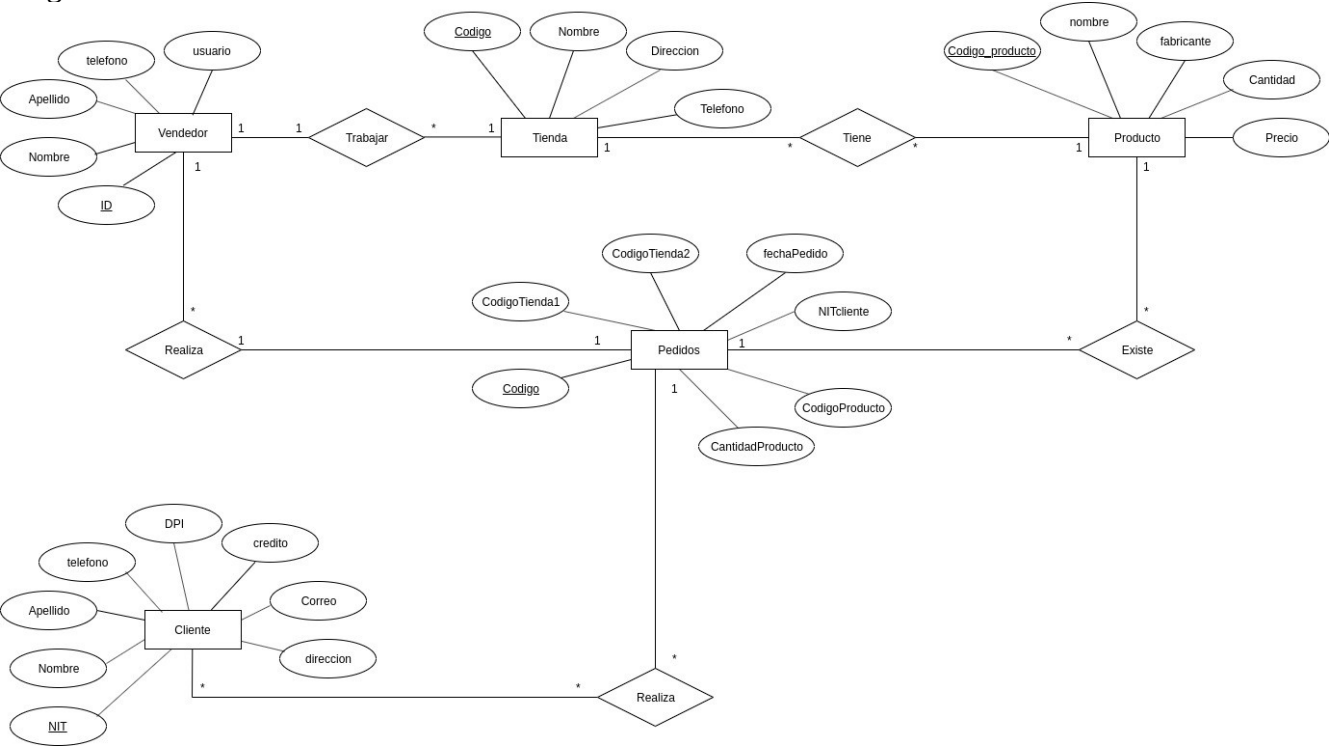 Codigo
Nombre
nombre
usuario
telefono
Direccion
Codigo_producto
fabricante
Cantidad
Apellido
Telefono
Vendedor
1
1
Trabajar
*
1
Tienda
1
*
Tiene
*
1
Producto
Precio
Nombre
1
1
ID
CodigoTienda2
fechaPedido
CodigoTienda1
NITcliente
*
*
Realiza
1
1
Pedidos
1
*
Existe
Codigo
1
CodigoProducto
CantidadProducto
DPI
credito
telefono
Correo
Apellido
Cliente
direccion
Nombre
*
*
*
Realiza
NIT